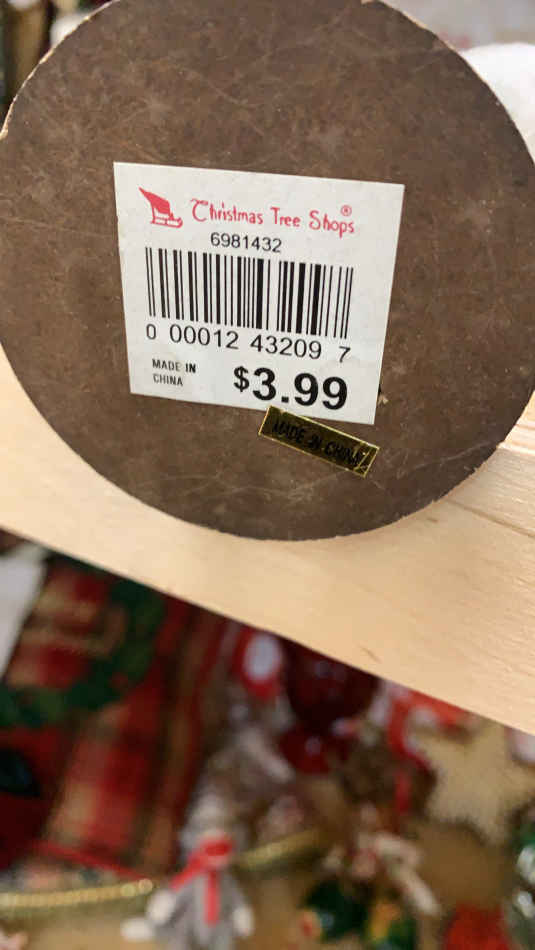 Christmas Tree Shops®
6981432
0 00012 43209 7
MADE IN
CHINA
$3.99
MADE IN CHINA